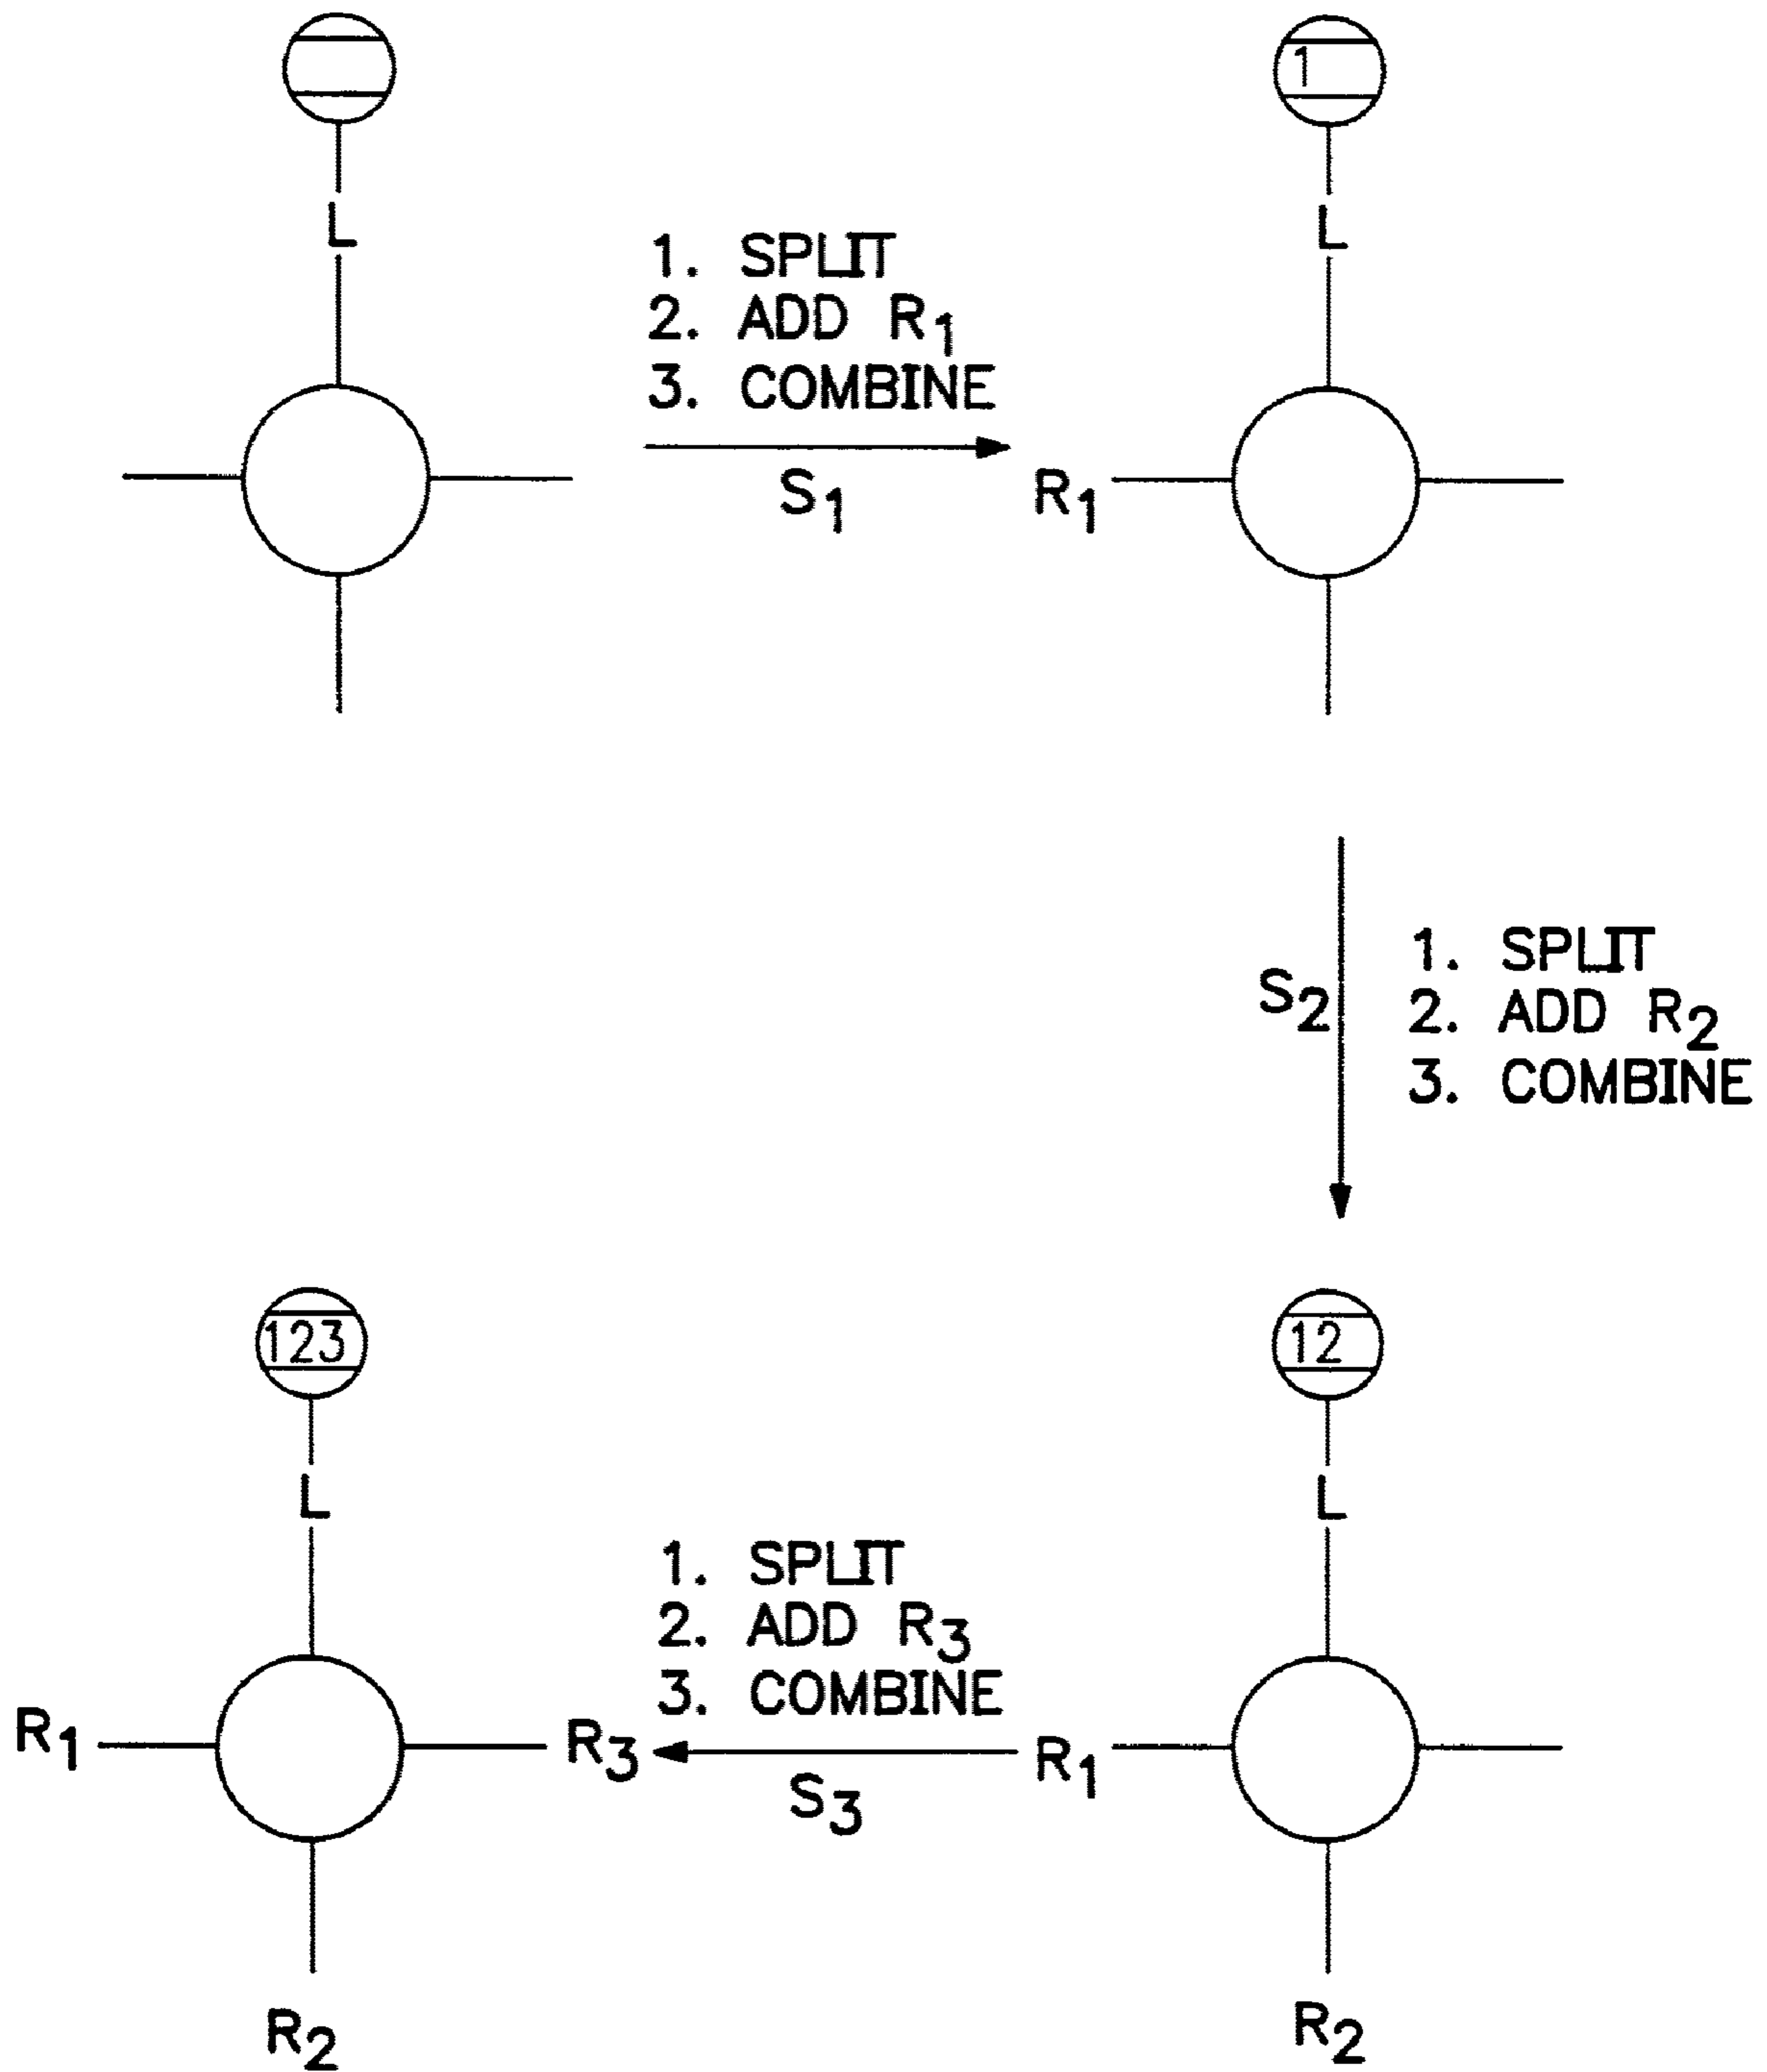 1
L
L
1. SPLIT
2. ADD R₁
3. COMBINE
S₁
R₁
S₂
1. SPLIT
2. ADD R₂
3. COMBINE
123
12
L
L
1. SPLIT
2. ADD R₃
3. COMBINE
R₁
R₃
S₃
R₁
R₂
R₂